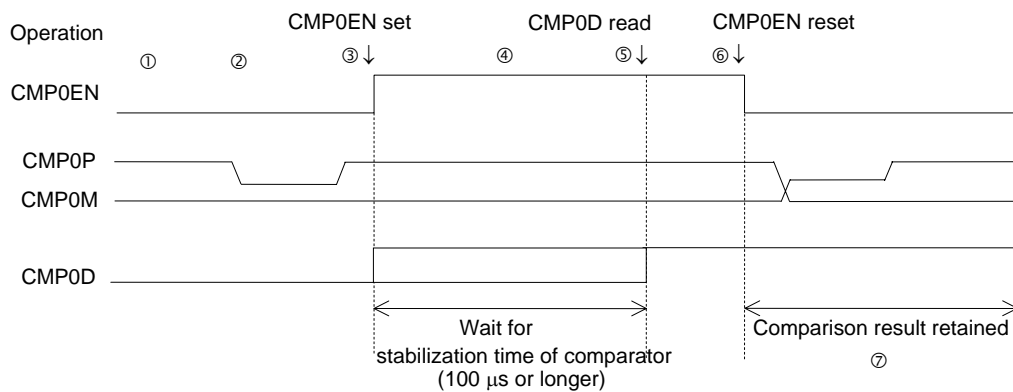 CMP0EN set CMP0D read CMP0EN reset
Operation
① ② ③ ↓ ④ ⑤ ↓ ⑥ ↓
CMP0EN
CMP0P
CMP0M
CMP0D
Wait for
stabilization time of comparator
(100 μs or longer)
Comparison result retained
⑦